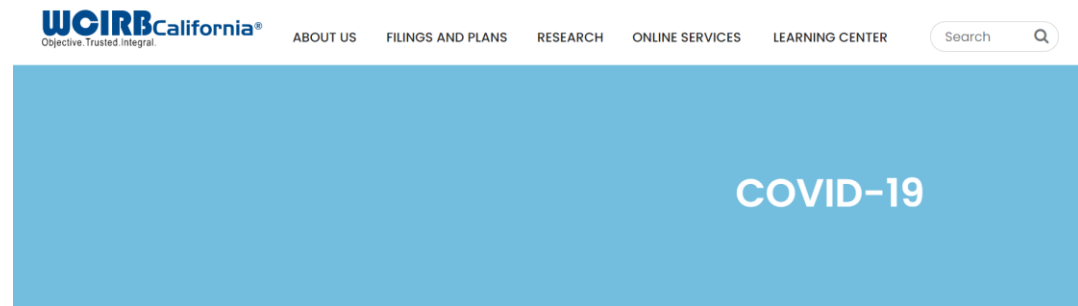 WCIRBCalifornia®
Objective.Trusted.Integral.
ABOUT US FILINGS AND PLANS RESEARCH ONLINE SERVICES LEARNING CENTER Search
COVID-19